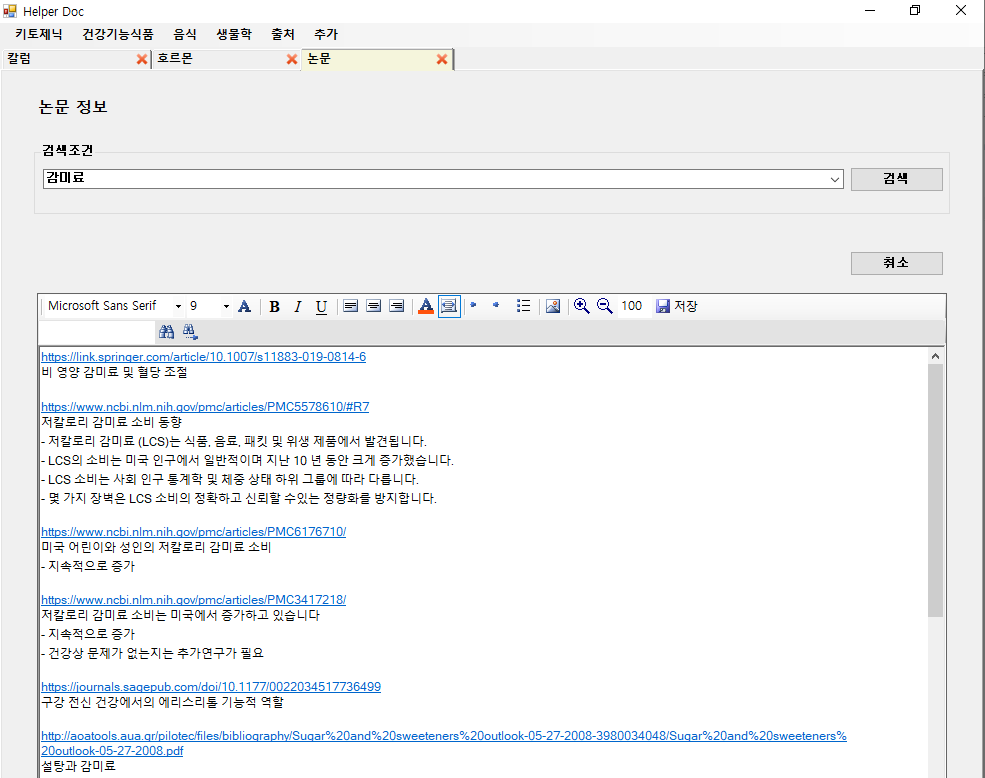 Helper Doc
키토제닉 건강기능식품 음식 생물학 출처 추가
칼럼 호르몬 논문
논문 정보
검색조건
감미료 검색
취소
Microsoft Sans Serif 9 A B I U A 100 저장
https://link.springer.com/article/10.1007/s11883-019-0814-6
비 영양 감미료 및 혈당 조절
https://www.ncbi.nlm.nih.gov/pmc/articles/PMC5578610/#R7
저칼로리 감미료 소비 동향
- 저칼로리 감미료 (LCS)는 식품, 음료, 패킷 및 위생 제품에서 발견됩니다.
- LCS의 소비는 미국 인구에서 일반적이며 지난 10 년 동안 크게 증가했습니다.
- LCS 소비는 사회 인구 통계학 및 체중 상태 하위 그룹에 따라 다릅니다.
- 몇 가지 장벽은 LCS 소비의 정확하고 신뢰할 수있는 정량화를 방지합니다.
https://www.ncbi.nlm.nih.gov/pmc/articles/PMC6176710/
미국 어린이와 성인의 저칼로리 감미료 소비
- 지속적으로 증가
https://www.ncbi.nlm.nih.gov/pmc/articles/PMC3417218/
저칼로리 감미료 소비는 미국에서 증가하고 있습니다
- 지속적으로 증가
- 건강상 문제가 없는지는 추가연구가 필요
https://journals.sagepub.com/doi/10.1177/0022034517736499
구강 전신 건강에서의 에리스리톨 기능적 역할
http://aoatools.aua.gr/pilotec/files/bibliography/Sugar%20and%20sweeteners%20outlook-05-27-2008-3980034048/Sugar%20and%20sweeteners%
20outlook-05-27-2008.pdf
설탕과 감미료